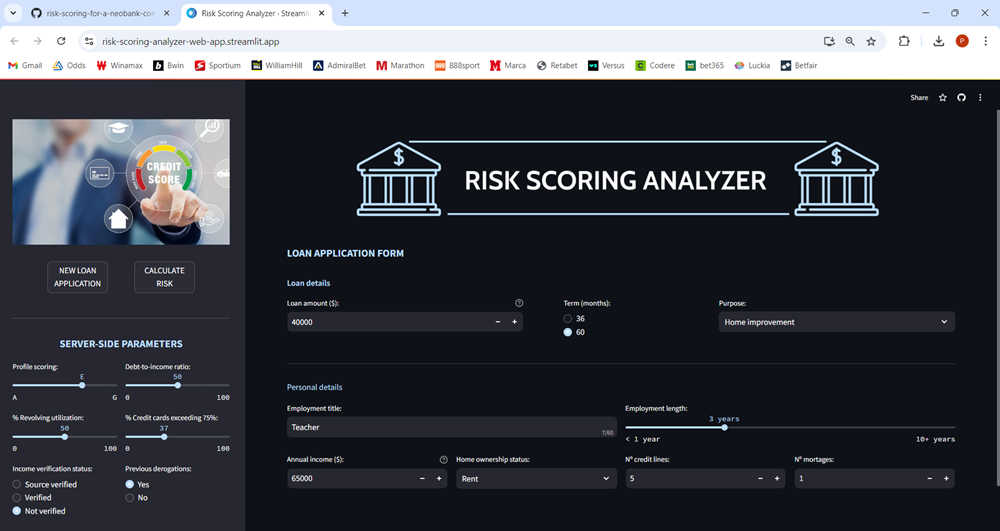 risk-scoring-for-a-neobank-con
Risk Scoring Analyzer · Streamli
risk-scoring-analyzer-web-app.streamlit.app
P
Gmail
Odds
Winamax
Bwin
Sportium
WilliamHill
AdmiralBet
Marathon
888sport
Marca
Retabet
Versus
Codere
bet365
Luckia
Betfair
Share
CREDIT
SCORE
$
RISK SCORING ANALYZER
$
NEW LOAN
APPLICATION
CALCULATE
RISK
SERVER-SIDE PARAMETERS
Profile scoring:
E
A G
Debt-to-income ratio:
50
0 100
% Revolving utilization:
50
0 100
% Credit cards exceeding 75%:
37
0 100
Income verification status:
Source verified
Verified
Not verified
Previous derogations:
Yes
No
LOAN APPLICATION FORM
Loan details
Loan amount ($):
40000
Term (months):
36
60
Purpose:
Home improvement
Personal details
Employment title:
Teacher
7/60
Employment length:
3 years
< 1 year 10+ years
Annual income ($):
65000
Home ownership status:
Rent
Nº credit lines:
5
Nº mortages:
1